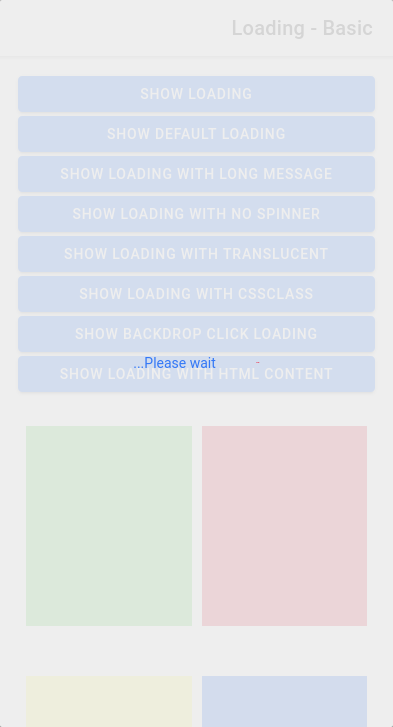 Loading - Basic
SHOW LOADING
SHOW DEFAULT LOADING
SHOW LOADING WITH LONG MESSAGE
SHOW LOADING WITH NO SPINNER
SHOW LOADING WITH TRANSLUCENT
SHOW LOADING WITH CSSCLASS
SHOW BACKDROP CLICK LOADING
...Please wait
SHOW LOADING WITH HTML CONTENT